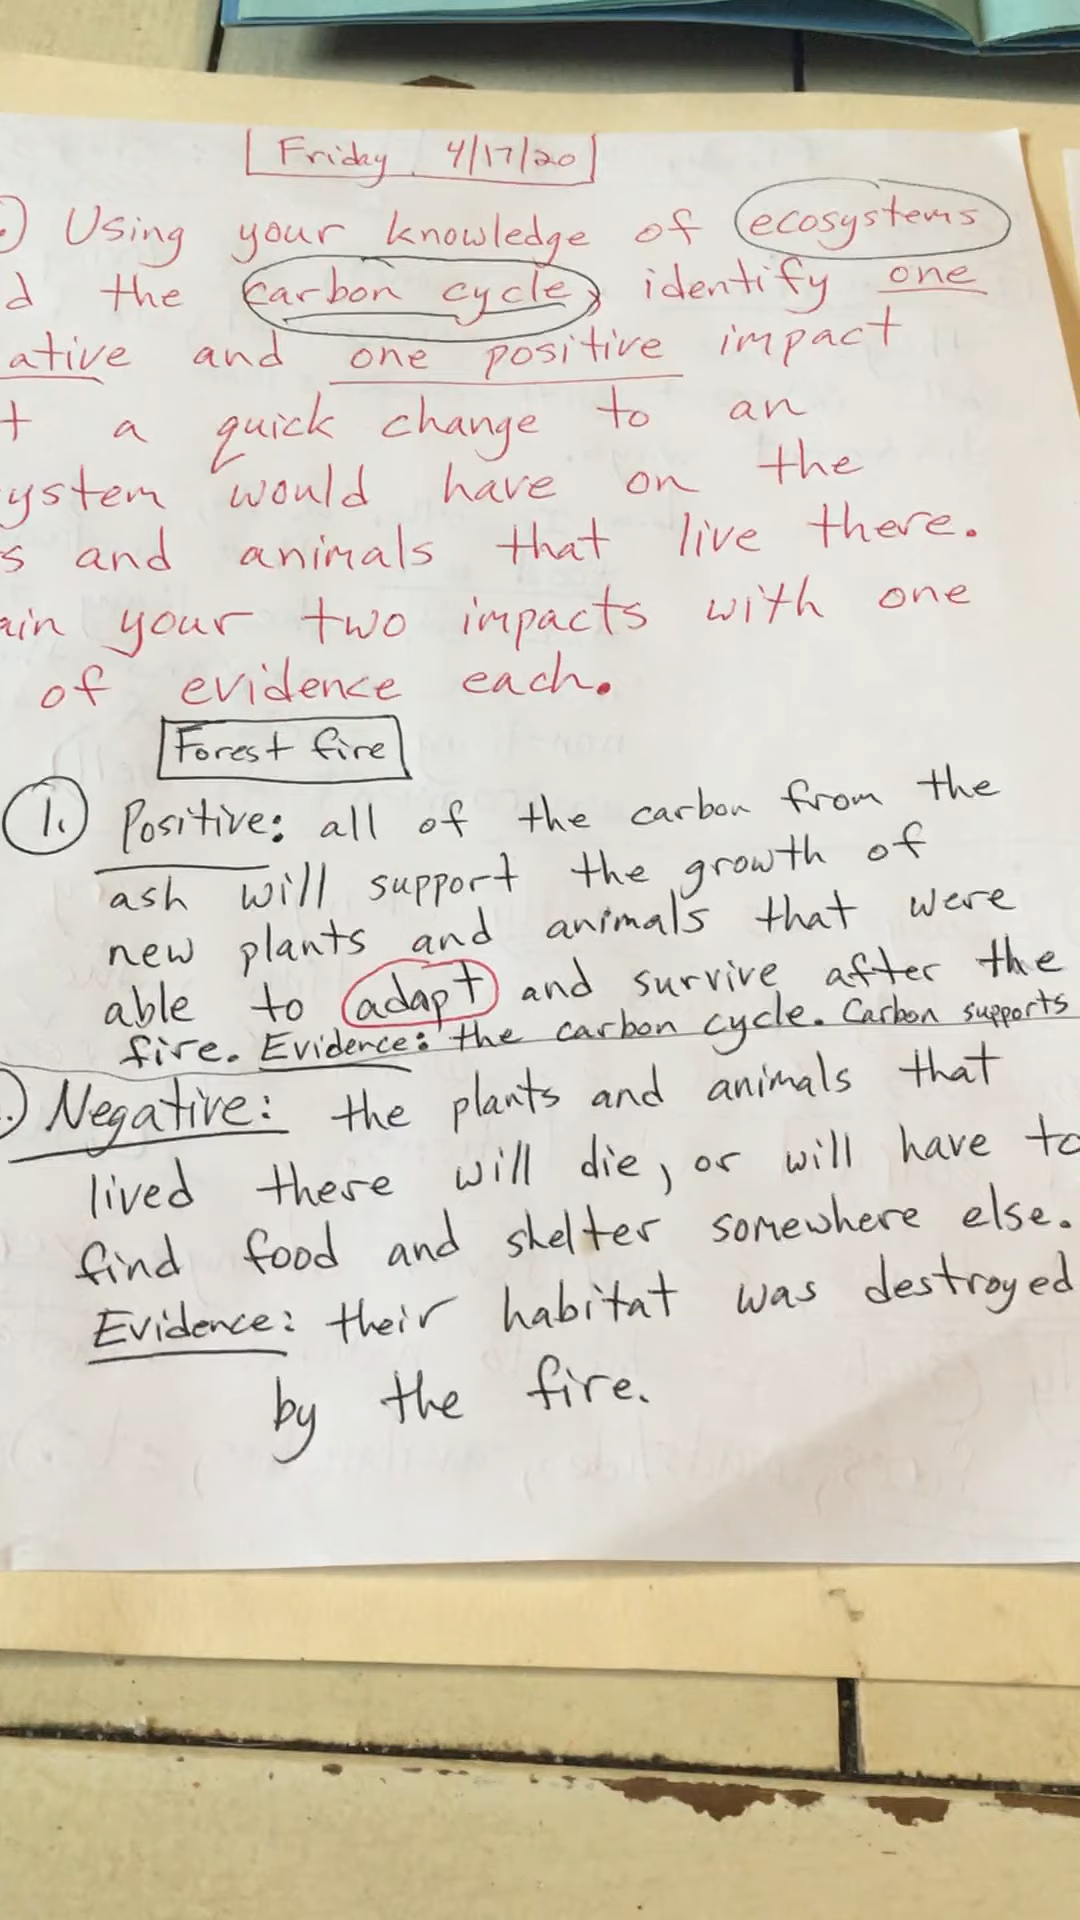 Friday 4/17/20
.) Using your knowledge of ecosystems
d the carbon cycle, identify one
ative and one positive impact
t a quick change to an
ystem would have on the
s and animals that live there.
ain your two impacts with one
of evidence each.
Forest fire
1. Positive: all of the carbon from the
ash will support the growth of
new plants and animals that were
able to adapt and survive after the
fire. Evidence: the carbon cycle. Carbon supports
.) Negative: the plants and animals that
lived there will die, or will have to
find food and shelter somewhere else.
Evidence: their habitat was destroyed
by the fire.